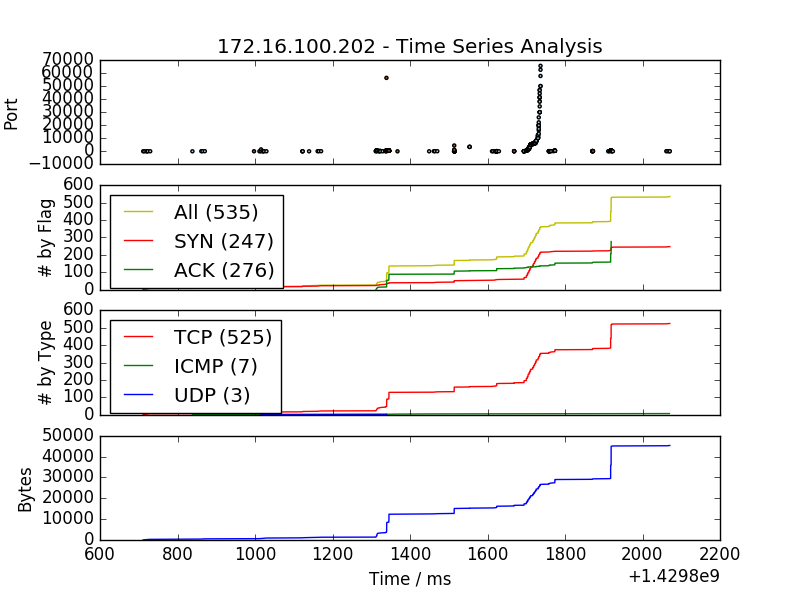 172.16.100.202 - Time Series Analysis
70000
60000
50000
40000
30000
20000
10000
0
−10000
Port
600
500
400
300
200
100
0
# by Flag
All (535)
SYN (247)
ACK (276)
600
500
400
300
200
100
0
# by Type
TCP (525)
ICMP (7)
UDP (3)
50000
40000
30000
20000
10000
0
Bytes
600 800 1000 1200 1400 1600 1800 2000 2200
Time / ms
+1.4298e9